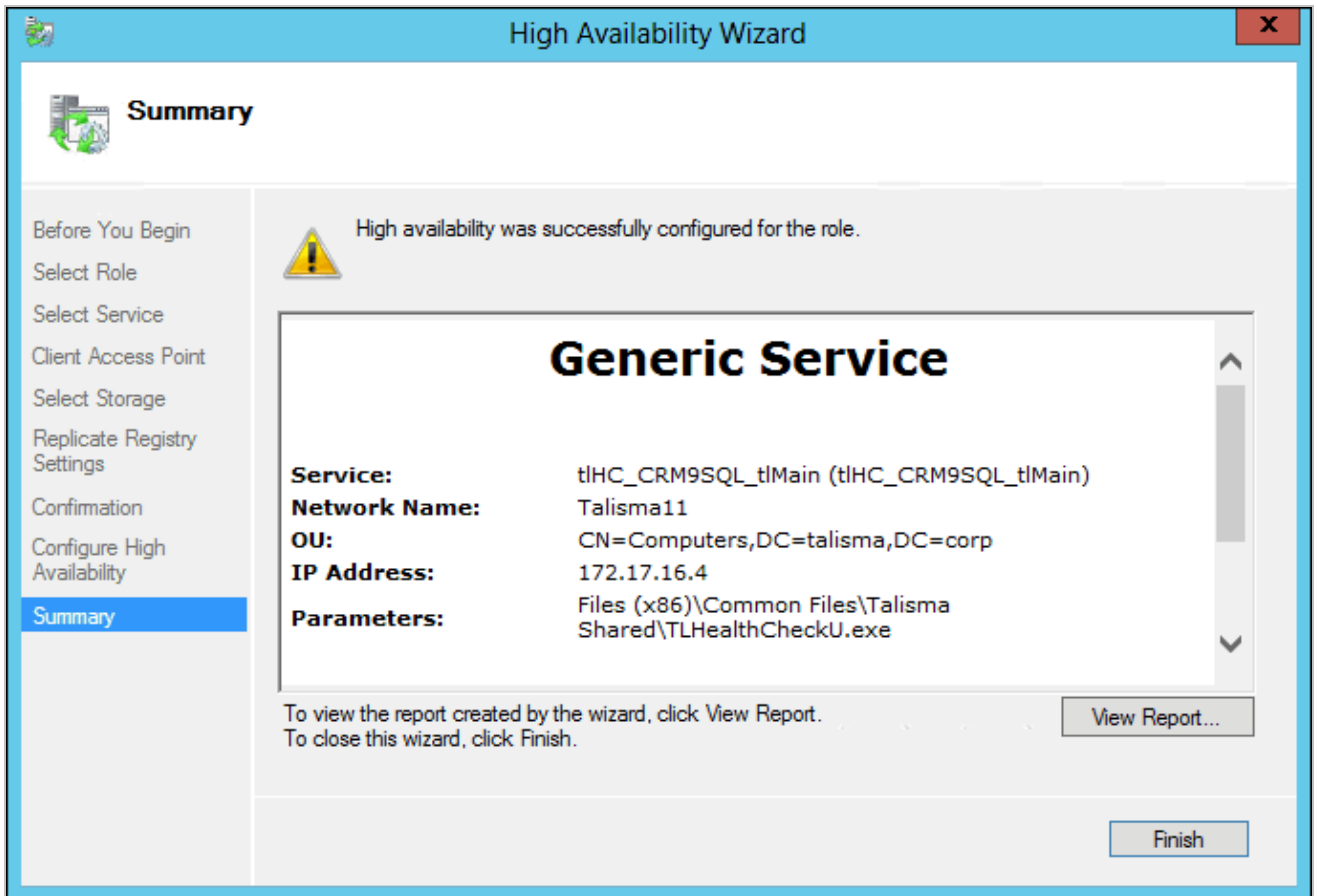 High Availability Wizard
X
Summary
Before You Begin
Select Role
Select Service
Client Access Point
Select Storage
Replicate Registry
Settings
Confirmation
Configure High
Availability
Summary
High availability was successfully configured for the role.
Generic Service
Service: tlHC_CRM9SQL_tlMain (tlHC_CRM9SQL_tlMain)
Network Name: Talisma11
OU: CN=Computers,DC=talisma,DC=corp
IP Address: 172.17.16.4
Parameters: Files (x86)\Common Files\Talisma
Shared\TLHealthCheckU.exe
To view the report created by the wizard, click View Report.
To close this wizard, click Finish.
View Report...
Finish